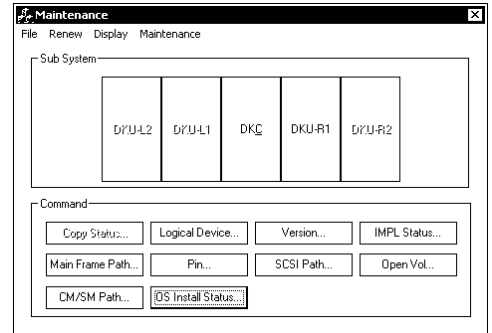 Maintenance
File Renew Display Maintenance
Sub System
DKU-L2 DKU-L1 DKC DKU-R1 DKU-R2
Command
Copy Status... Logical Device... Version... IMPL Status...
Main Frame Path... Pin... SCSI Path... Open Vol...
CM/SM Path... OS Install Status...